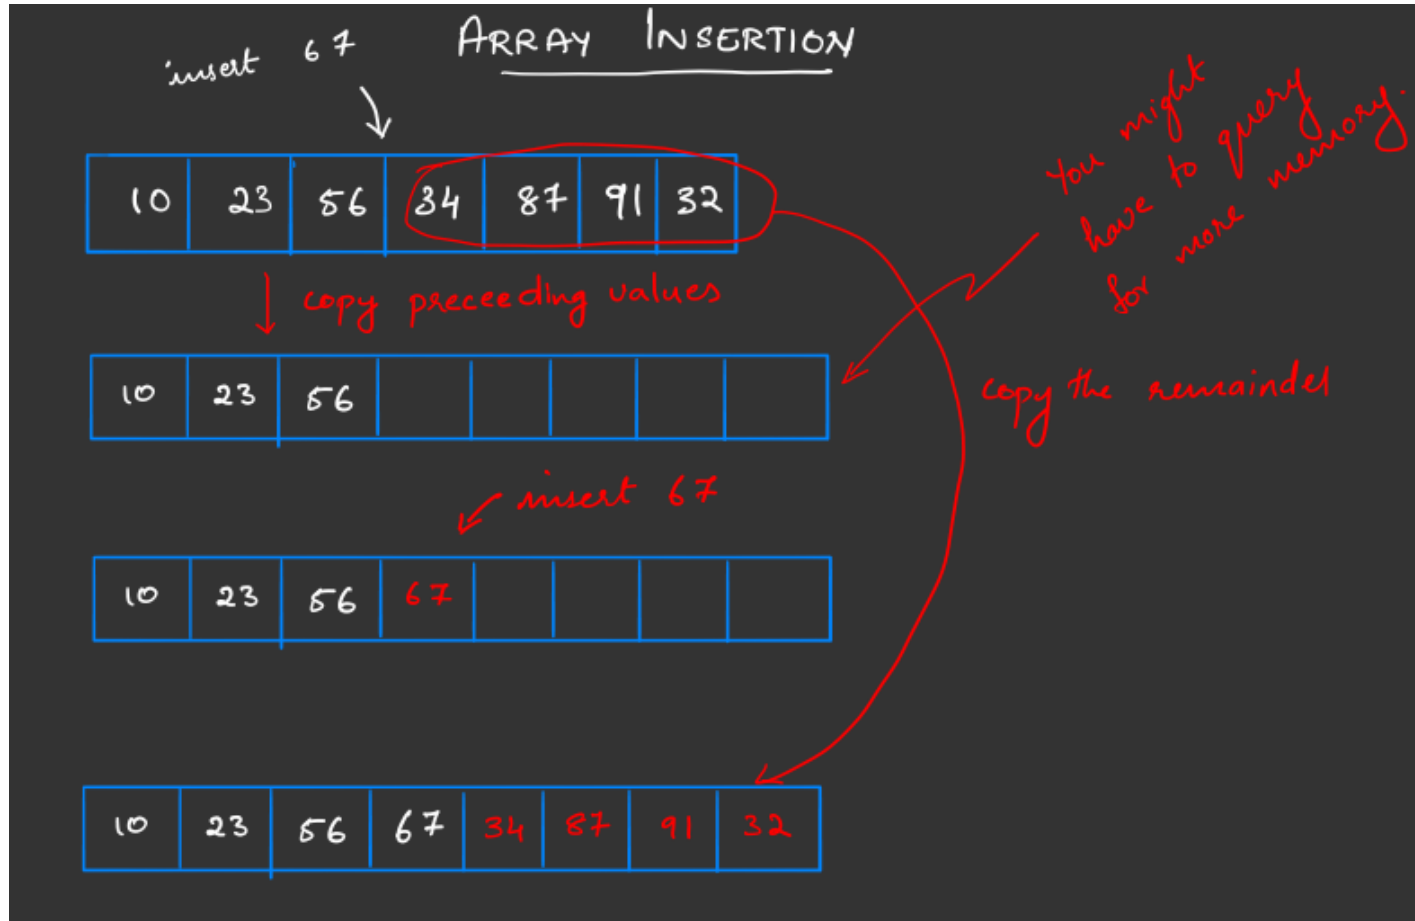 ARRAY INSERTION
insert 67
10 23 56 34 87 91 32
copy preceeding values
You might
have to query
for more memory.
10 23 56
copy the remainder
insert 67
10 23 56 67
10 23 56 67 34 87 91 32